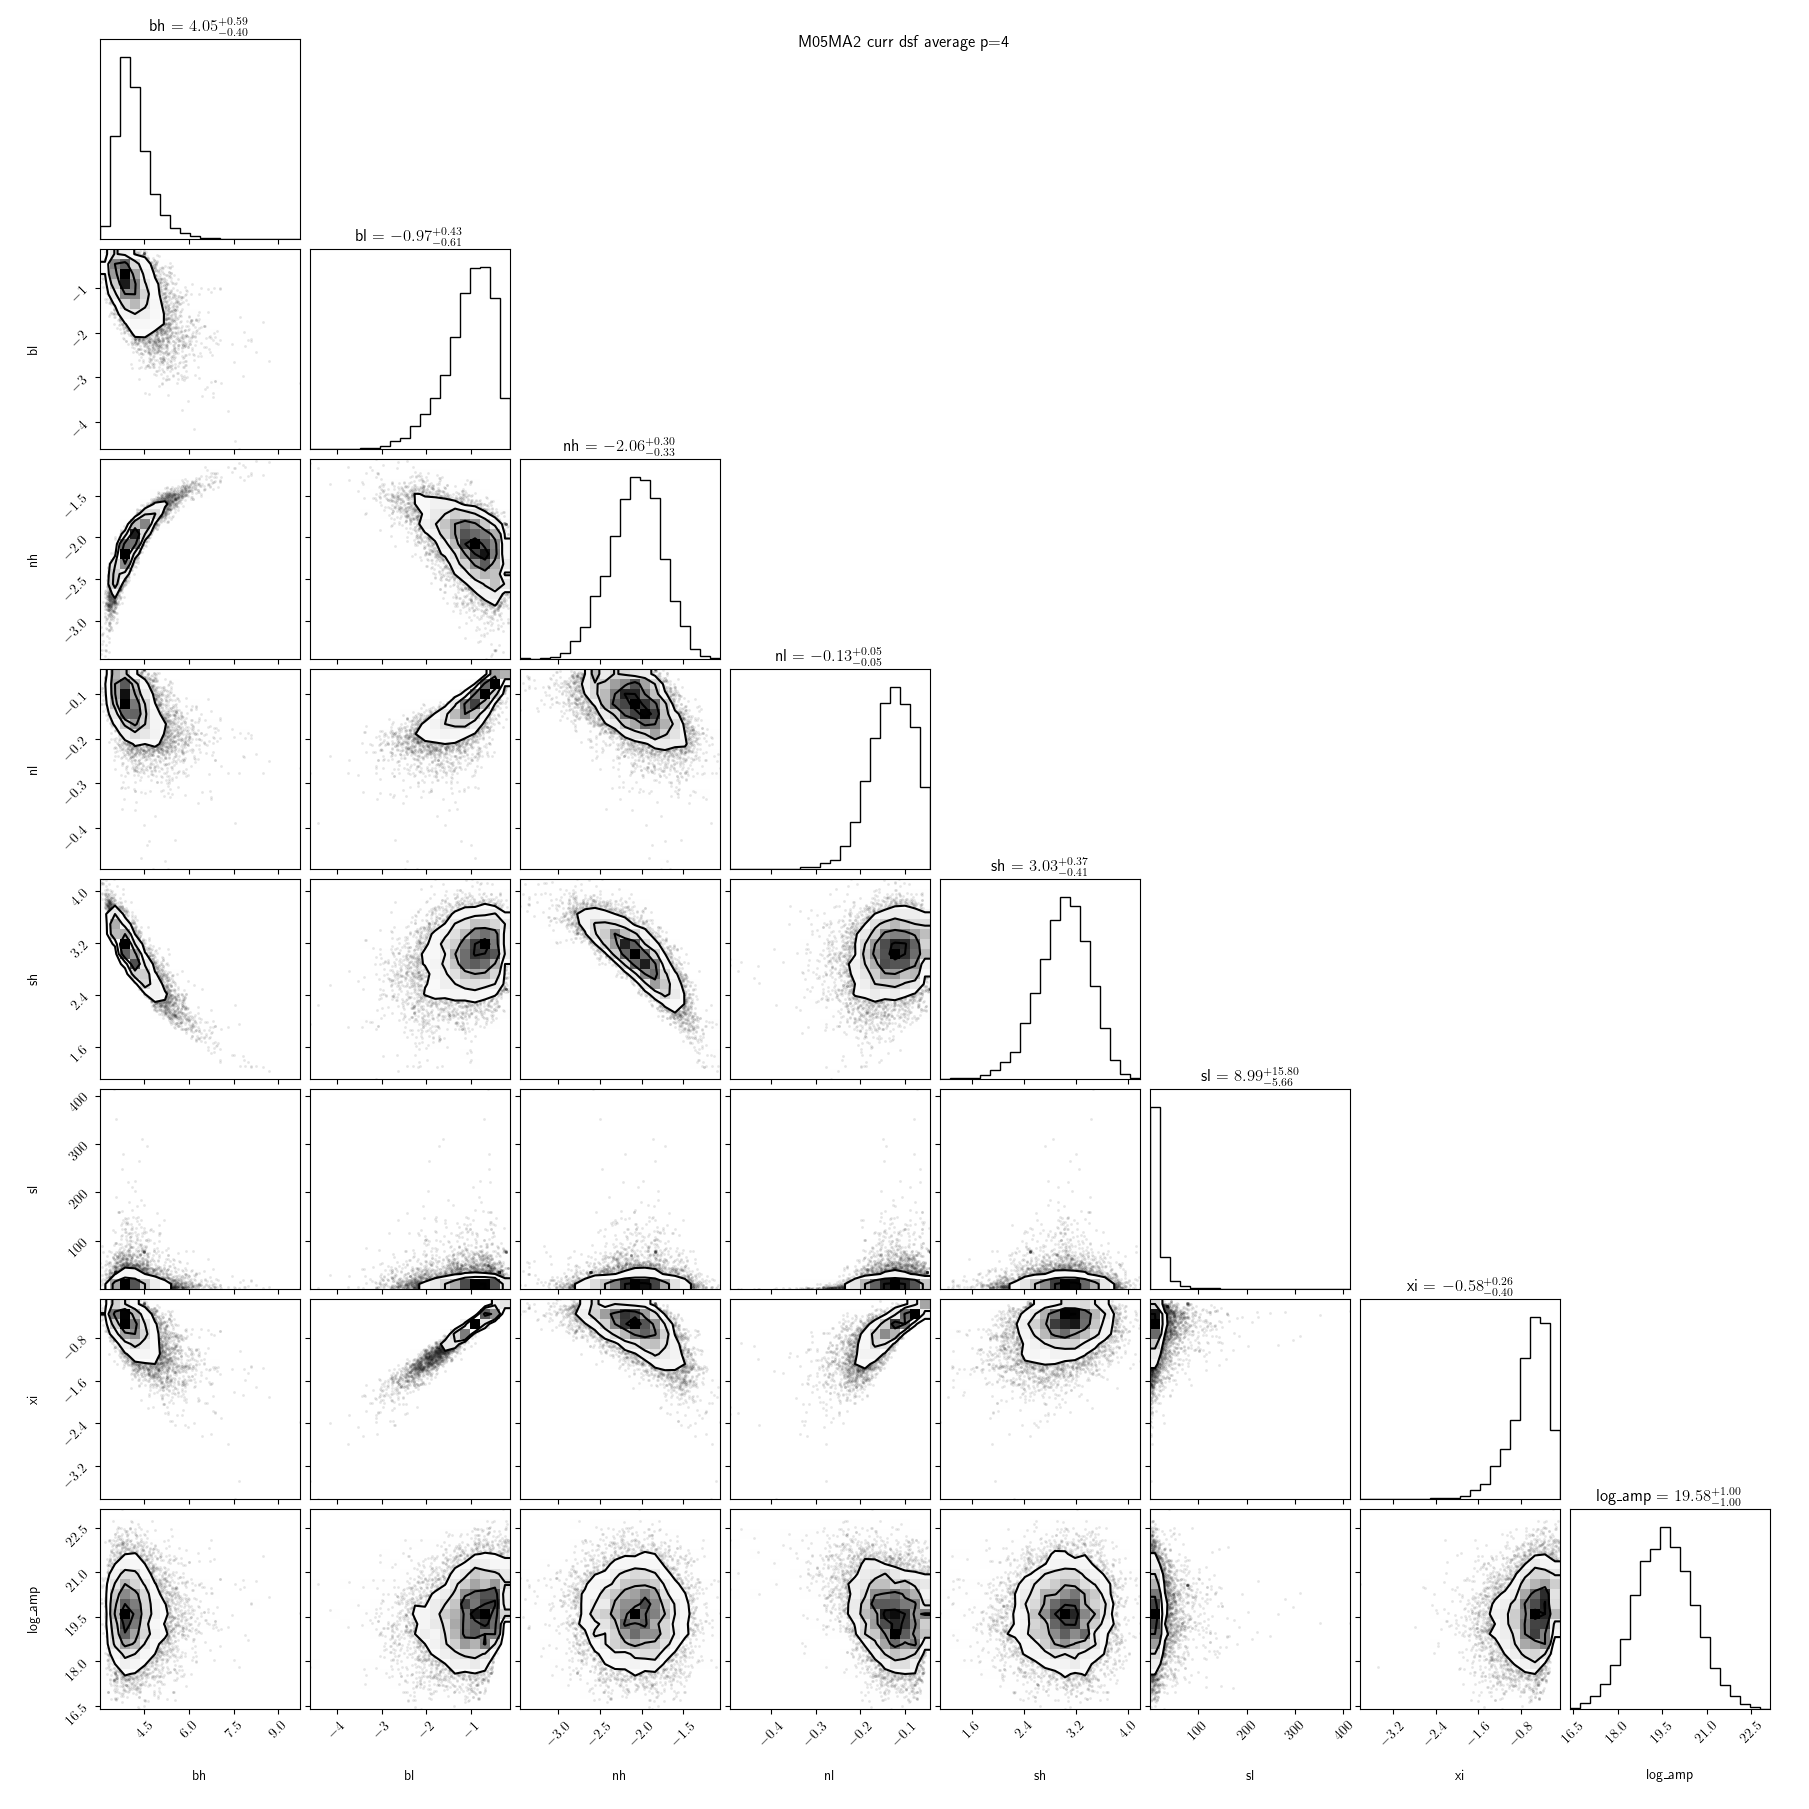 bh = 4.05+0.59−0.40
M05MA2 curr dsf average p=4
bl = −0.97+0.43−0.61
−1
−2
−3
−4
bl
nh = −2.06+0.30−0.33
−1.5
−2.0
−2.5
−3.0
nh
nl = −0.13+0.05−0.05
−0.1
−0.2
−0.3
−0.4
nl
sh = 3.03+0.37−0.41
4.0
3.2
2.4
1.6
sh
sl = 8.99+15.80−5.66
400
300
200
100
sl
xi = −0.58+0.26−0.40
−0.8
−1.6
−2.4
−3.2
xi
log_amp = 19.58+1.00−1.00
22.5
21.0
19.5
18.0
16.5
log_amp
4.5 6.0 7.5 9.0 −4 −3 −2 −1 −3.0 −2.5 −2.0 −1.5 −0.4 −0.3 −0.2 −0.1 1.6 2.4 3.2 4.0 100 200 300 400 −3.2 −2.4 −1.6 −0.8 16.5 18.0 19.5 21.0 22.5
bh bl nh nl sh sl xi log_amp